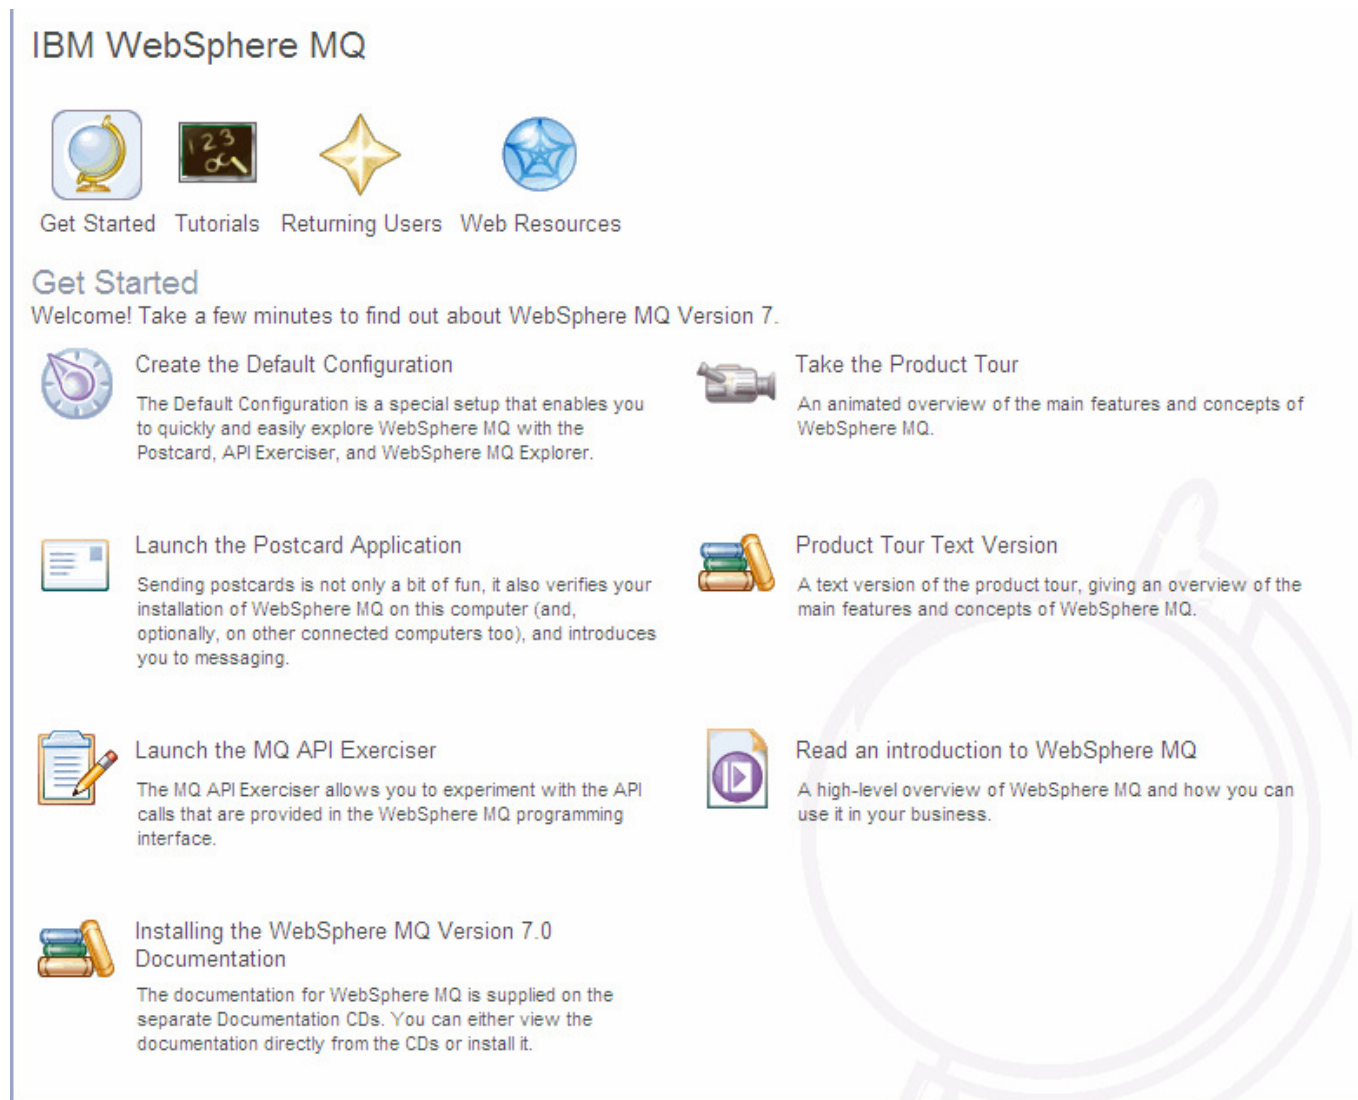 IBM WebSphere MQ
1 2 3
Get Started
Tutorials
Returning Users
Web Resources
Get Started
Welcome! Take a few minutes to find out about WebSphere MQ Version 7.
Create the Default Configuration
The Default Configuration is a special setup that enables you
to quickly and easily explore WebSphere MQ with the
Postcard, API Exerciser, and WebSphere MQ Explorer.
Take the Product Tour
An animated overview of the main features and concepts of
WebSphere MQ.
Launch the Postcard Application
Sending postcards is not only a bit of fun, it also verifies your
installation of WebSphere MQ on this computer (and,
optionally, on other connected computers too), and introduces
you to messaging.
Product Tour Text Version
A text version of the product tour, giving an overview of the
main features and concepts of WebSphere MQ.
Launch the MQ API Exerciser
The MQ API Exerciser allows you to experiment with the API
calls that are provided in the WebSphere MQ programming
interface.
Read an introduction to WebSphere MQ
A high-level overview of WebSphere MQ and how you can
use it in your business.
Installing the WebSphere MQ Version 7.0
Documentation
The documentation for WebSphere MQ is supplied on the
separate Documentation CDs. You can either view the
documentation directly from the CDs or install it.